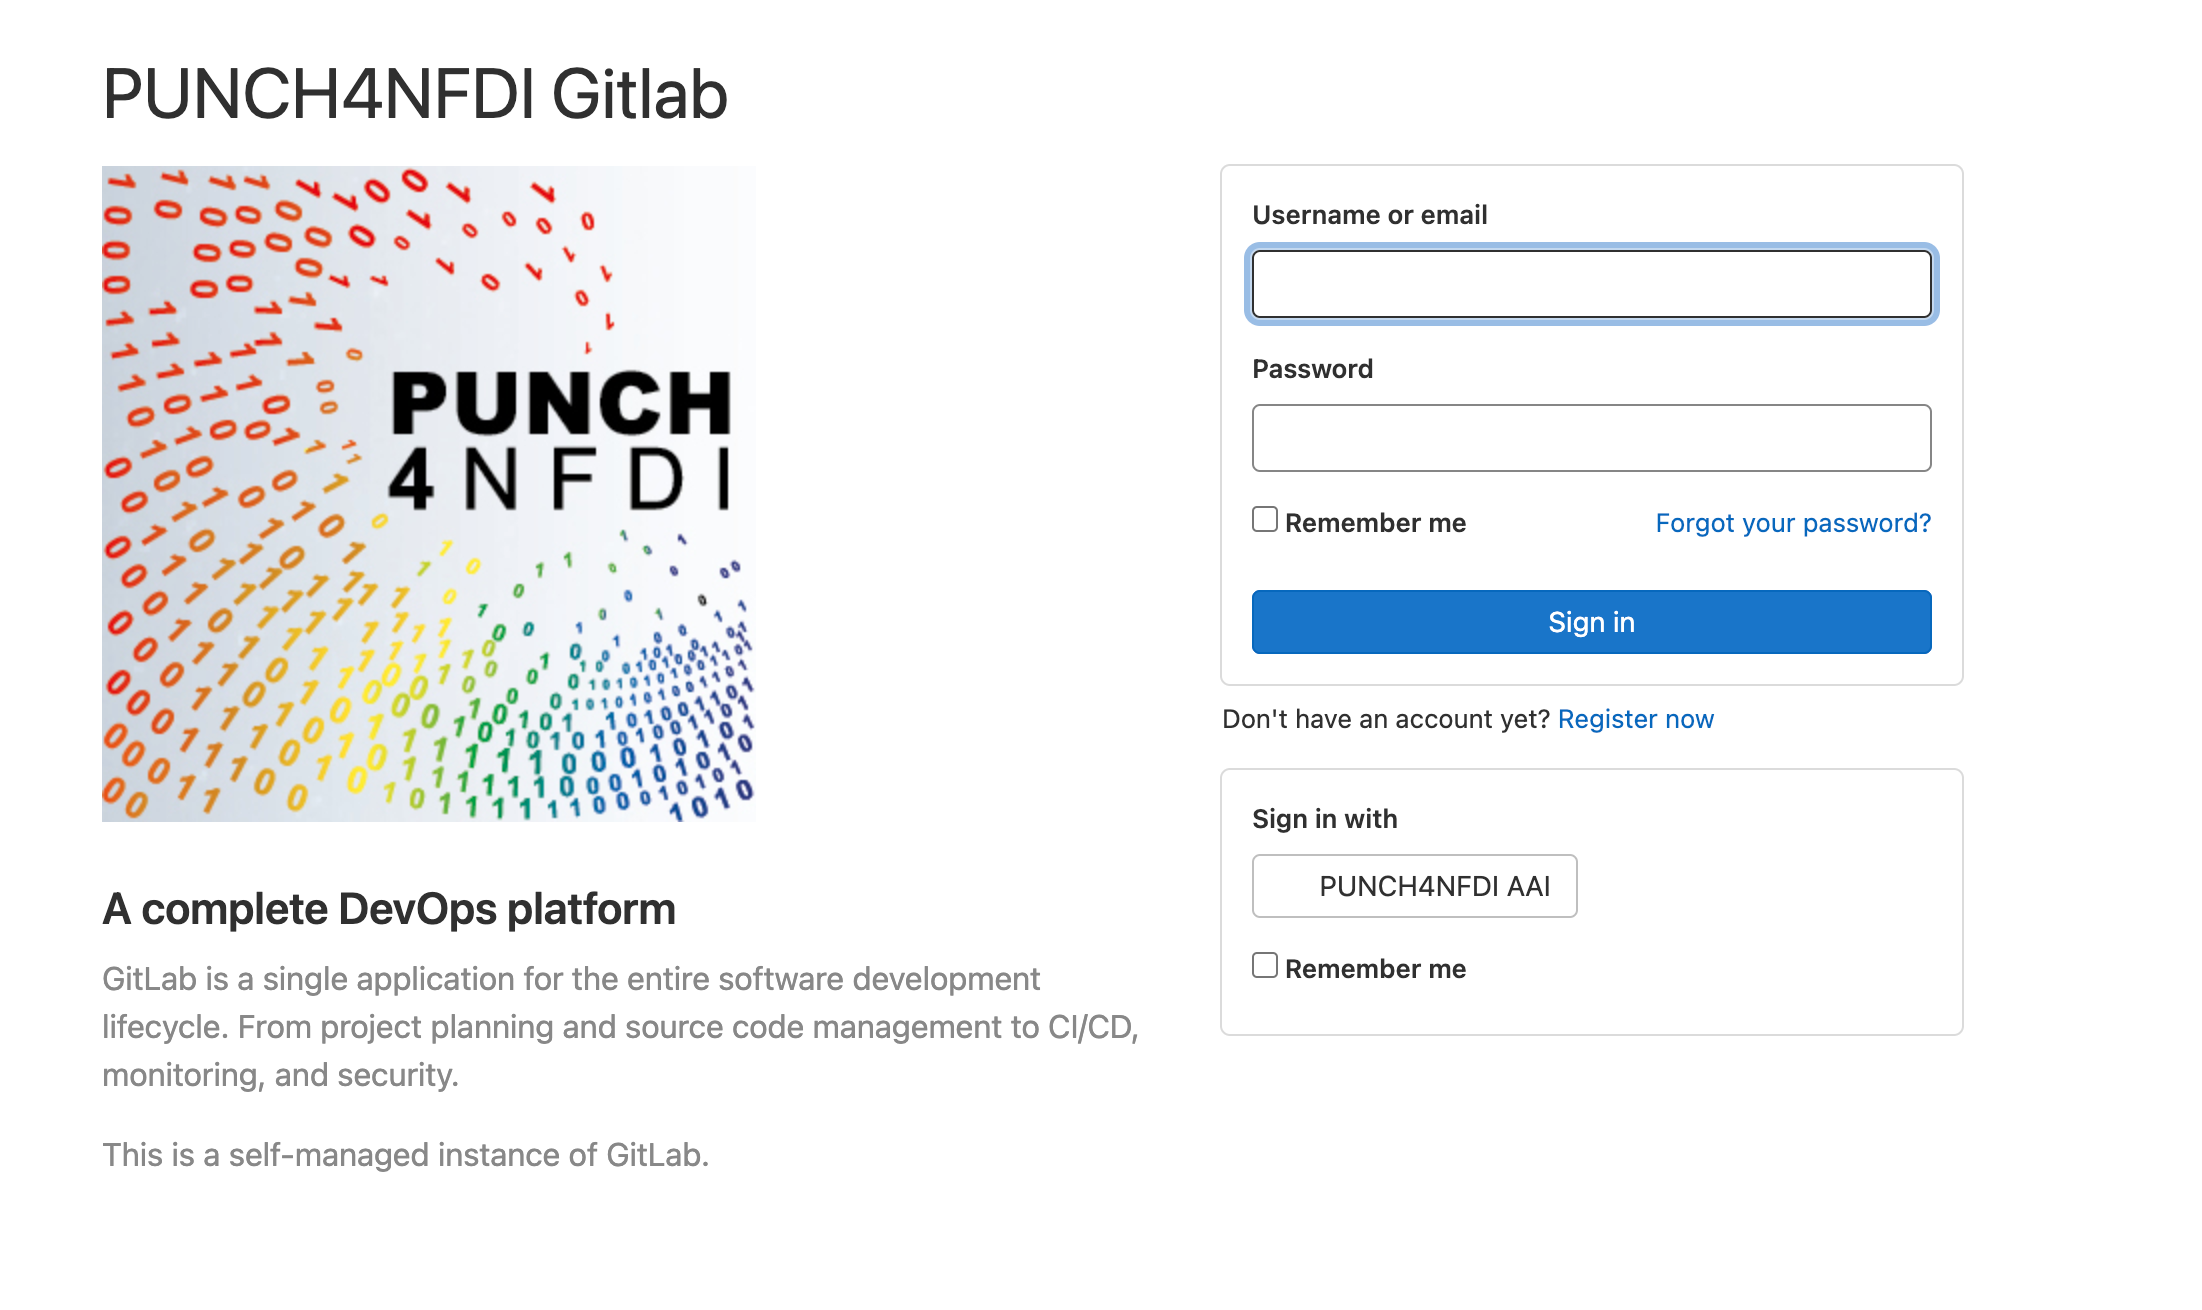 PUNCH4NFDI Gitlab
PUNCH
4NFDI
A complete DevOps platform
GitLab is a single application for the entire software development
lifecycle. From project planning and source code management to CI/CD,
monitoring, and security.
This is a self-managed instance of GitLab.
Username or email
Password
Remember me
Forgot your password?
Sign in
Don't have an account yet? Register now
Sign in with
PUNCH4NFDI AAI
Remember me